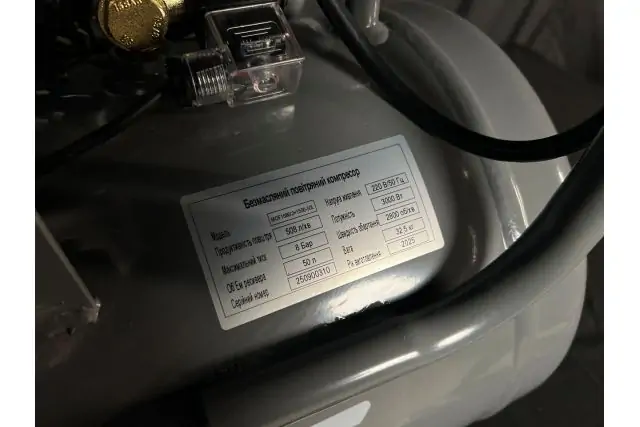 Безмасляний повітряний компресор
Модель
Продуктивність повітря 508 л/хв
Максимальний тиск 8 Бар
Об Єм ресивера 50 л
Серійний номер 250900310
Напруга живлення 220 В/50 Гц
Потужність 3000 Вт
Швидкість обертання 2800 об/хв
Вага 32.5 кг
Рік виготовлення 2025